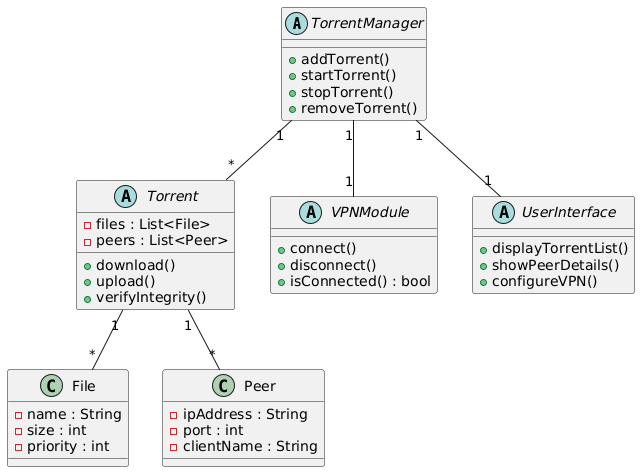 A TorrentManager
addTorrent()
startTorrent()
stopTorrent()
removeTorrent()
1 1 1
* 1 1
A Torrent
files : List<File>
peers : List<Peer>
download()
upload()
verifyIntegrity()
A VPNModule
connect()
disconnect()
isConnected() : bool
A UserInterface
displayTorrentList()
showPeerDetails()
configureVPN()
1 1
* *
C File
name : String
size : int
priority : int
C Peer
ipAddress : String
port : int
clientName : String